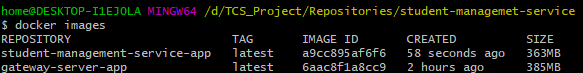 home@DESKTOP-I1EJOLA MINGW64 /d/TCS_Project/Repositories/student-managemet-service
$ docker images
REPOSITORY TAG IMAGE ID CREATED SIZE
student-management-service-app latest a9cc895af6f6 58 seconds ago 363MB
gateway-server-app latest 6aac8f1a8cc9 2 hours ago 385MB